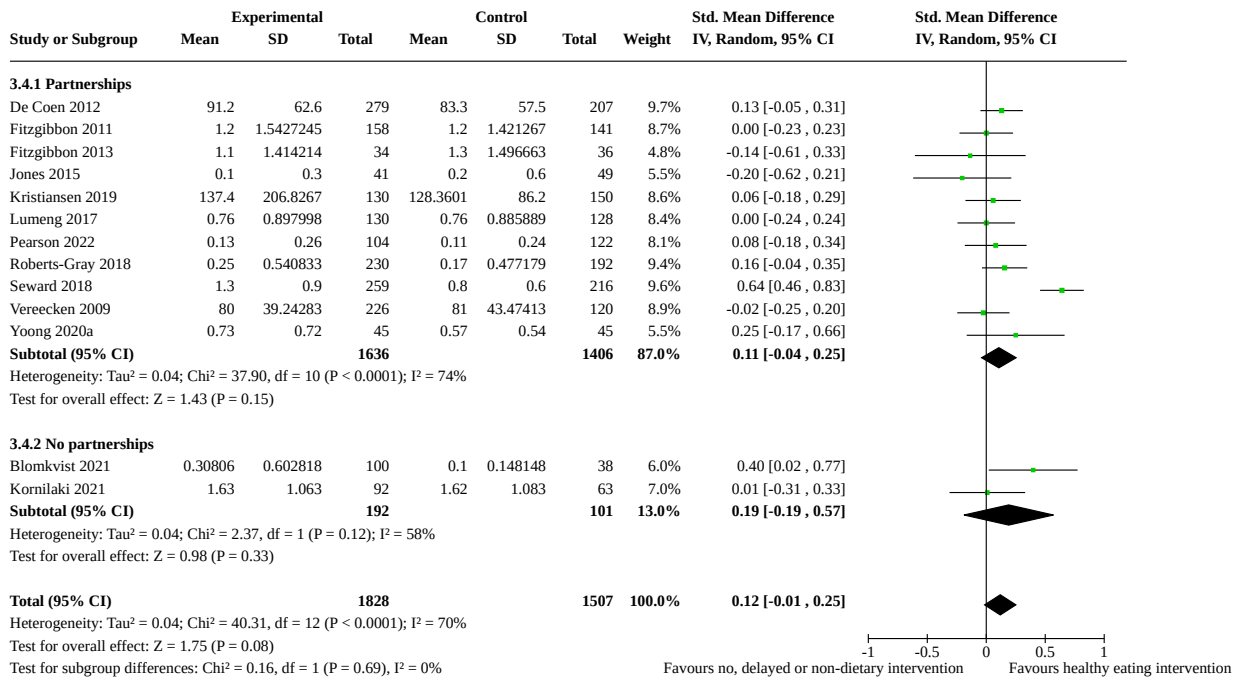 Experimental Control Std. Mean Difference Std. Mean Difference
Study or Subgroup Mean SD Total Mean SD Total Weight IV, Random, 95% CI IV, Random, 95% CI
3.4.1 Partnerships
De Coen 2012 91.2 62.6 279 83.3 57.5 207 9.7% 0.13 [-0.05 , 0.31]
Fitzgibbon 2011 1.2 1.5427245 158 1.2 1.421267 141 8.7% 0.00 [-0.23 , 0.23]
Fitzgibbon 2013 1.1 1.414214 34 1.3 1.496663 36 4.8% -0.14 [-0.61 , 0.33]
Jones 2015 0.1 0.3 41 0.2 0.6 49 5.5% -0.20 [-0.62 , 0.21]
Kristiansen 2019 137.4 206.8267 130 128.3601 86.2 150 8.6% 0.06 [-0.18 , 0.29]
Lumeng 2017 0.76 0.897998 130 0.76 0.885889 128 8.4% 0.00 [-0.24 , 0.24]
Pearson 2022 0.13 0.26 104 0.11 0.24 122 8.1% 0.08 [-0.18 , 0.34]
Roberts-Gray 2018 0.25 0.540833 230 0.17 0.477179 192 9.4% 0.16 [-0.04 , 0.35]
Seward 2018 1.3 0.9 259 0.8 0.6 216 9.6% 0.64 [0.46 , 0.83]
Vereecken 2009 80 39.24283 226 81 43.47413 120 8.9% -0.02 [-0.25 , 0.20]
Yoong 2020a 0.73 0.72 45 0.57 0.54 45 5.5% 0.25 [-0.17 , 0.66]
Subtotal (95% CI) 1636 1406 87.0% 0.11 [-0.04 , 0.25]
Heterogeneity: Tau² = 0.04; Chi² = 37.90, df = 10 (P < 0.0001); I² = 74%
Test for overall effect: Z = 1.43 (P = 0.15)
3.4.2 No partnerships
Blomkvist 2021 0.30806 0.602818 100 0.1 0.148148 38 6.0% 0.40 [0.02 , 0.77]
Kornilaki 2021 1.63 1.063 92 1.62 1.083 63 7.0% 0.01 [-0.31 , 0.33]
Subtotal (95% CI) 192 101 13.0% 0.19 [-0.19 , 0.57]
Heterogeneity: Tau² = 0.04; Chi² = 2.37, df = 1 (P = 0.12); I² = 58%
Test for overall effect: Z = 0.98 (P = 0.33)
Total (95% CI) 1828 1507 100.0% 0.12 [-0.01 , 0.25]
Heterogeneity: Tau² = 0.04; Chi² = 40.31, df = 12 (P < 0.0001); I² = 70%
Test for overall effect: Z = 1.75 (P = 0.08)
-1 -0.5 0 0.5 1
Test for subgroup differences: Chi² = 0.16, df = 1 (P = 0.69), I² = 0% Favours no, delayed or non-dietary intervention Favours healthy eating intervention